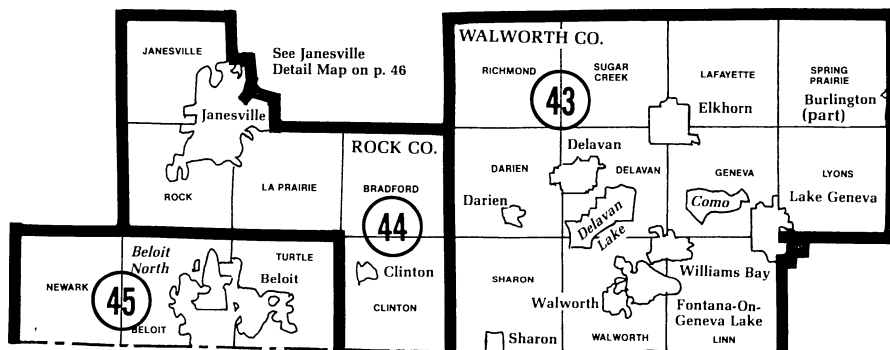 JANESVILLE
See Janesville
Detail Map on p. 46
Janesville
ROCK CO.
ROCK
LA PRAIRIE
BRADFORD
44
Beloit
North
TURTLE
NEWARK
Beloit
45
BELOIT
Clinton
CLINTON
WALWORTH CO.
RICHMOND
43
SUGAR
CREEK
LAFAYETTE
SPRING
PRAIRIE
Elkhorn
Burlington
(part)
Delavan
DARIEN
DELAVAN
GENEVA
LYONS
Darien
Delavan
Lake
Como
Lake Geneva
SHARON
Williams Bay
Walworth
Fontana-On-
Geneva Lake
Sharon
WALWORTH
LINN